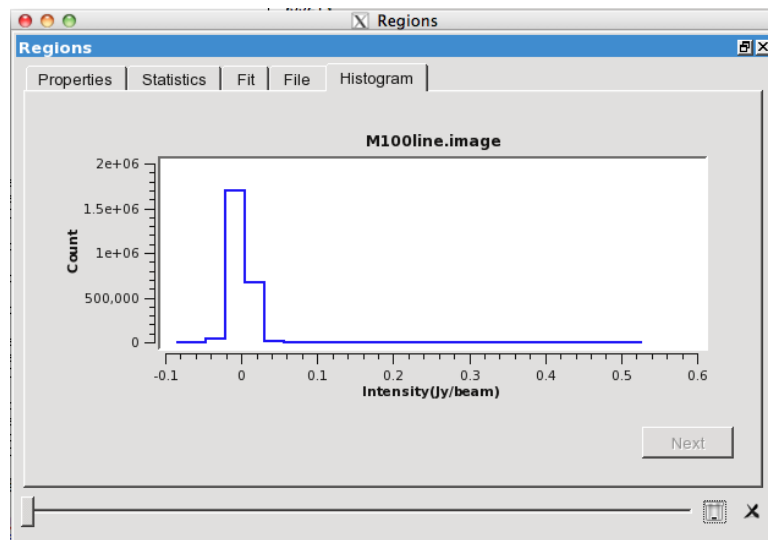 Regions
Regions
Properties
Statistics
Fit
File
Histogram
M100line.image
2e+06
1.5e+06
1e+06
500,000
0
Count
-0.1
0
0.1
0.2
0.3
0.4
0.5
0.6
Intensity(Jy/beam)
Next